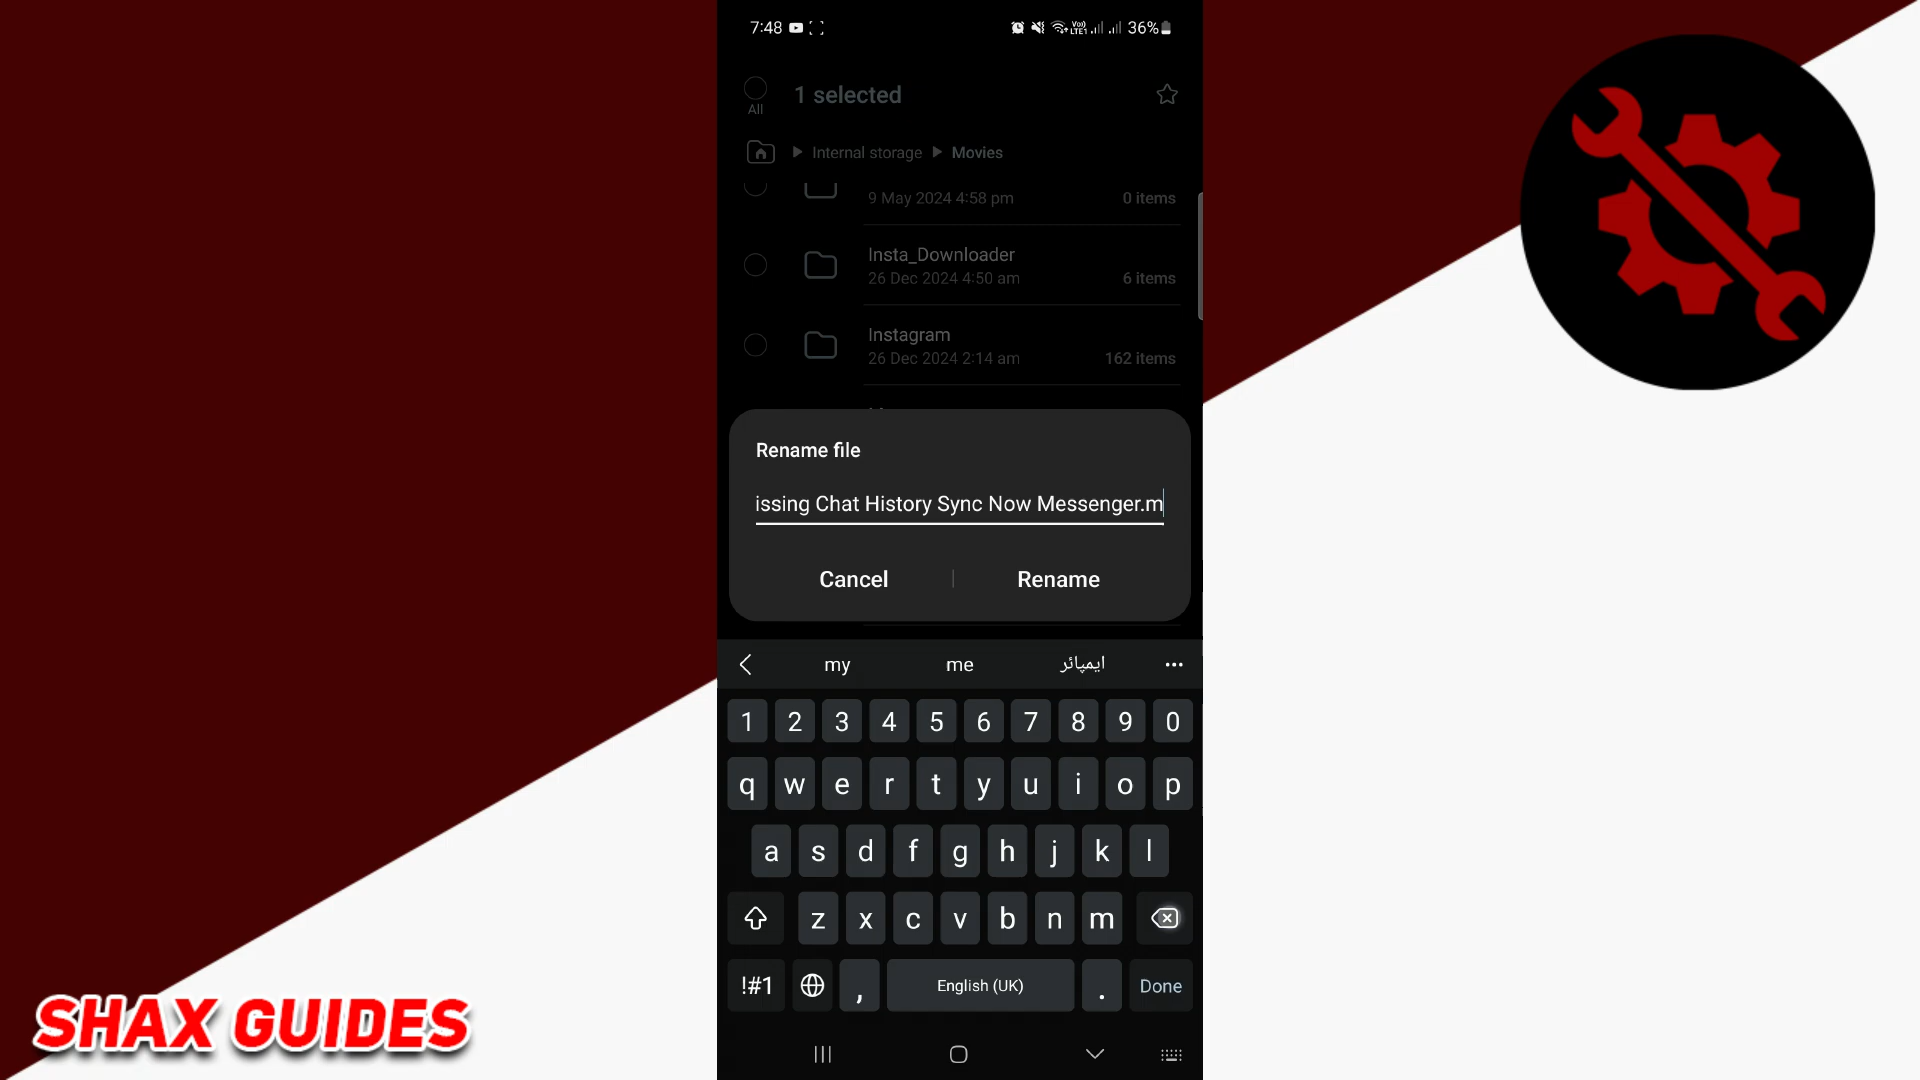 7:48
VoI) LTE1
36%
All
1 selected
Internal storage
Movies
9 May 2024 4:58 pm
0 items
Insta_Downloader
26 Dec 2024 4:50 am
6 items
Instagram
26 Dec 2024 2:14 am
162 items
Rename file
issing Chat History Sync Now Messenger.m
Cancel
Rename
my
me
ایمپائر
1 2 3 4 5 6 7 8 9 0
q w e r t y u i o p
a s d f g h j k l
z x c v b n m
!#1 , English (UK) . Done
SHAX GUIDES